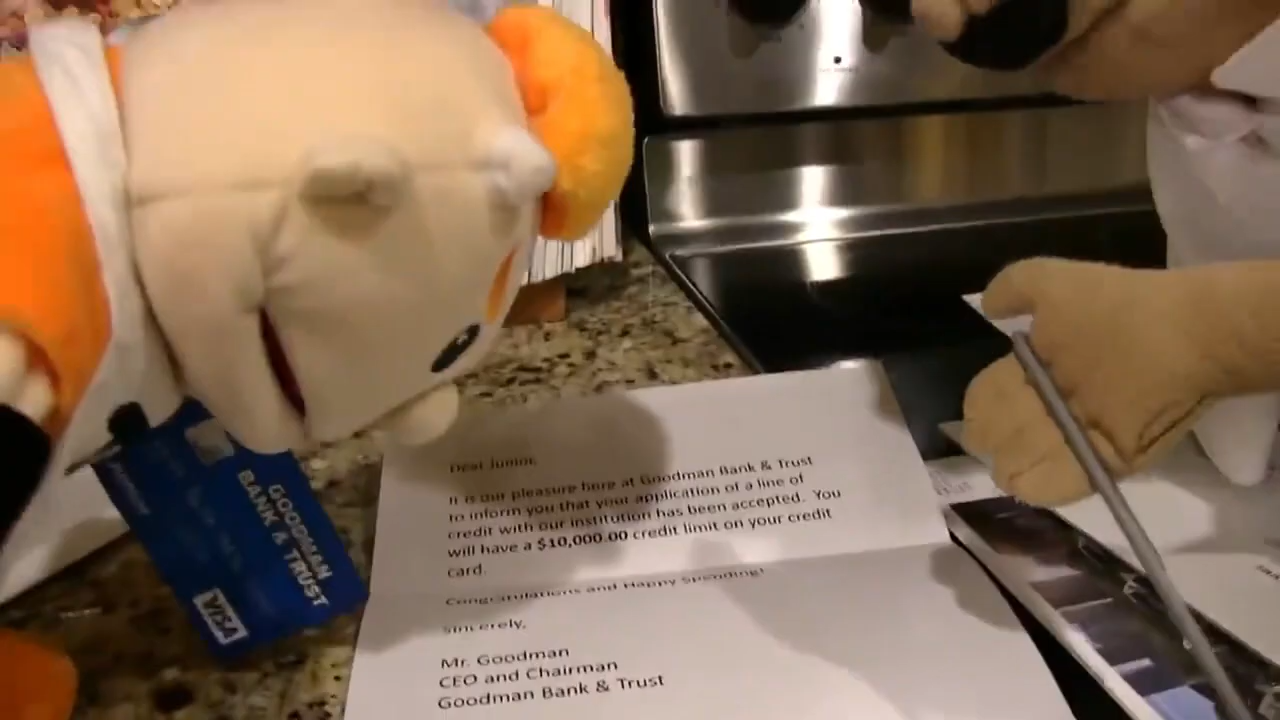 Dear Junior,
It is our pleasure here at Goodman Bank & Trust
to inform you that your application of a line of
credit with our institution has been accepted. You
will have a $10,000.00 credit limit on your credit
card.
Congratulations and Happy Spending!
Sincerely,
Mr. Goodman
CEO and Chairman
Goodman Bank & Trust
GOODMAN
BANK & TRUST
VISA